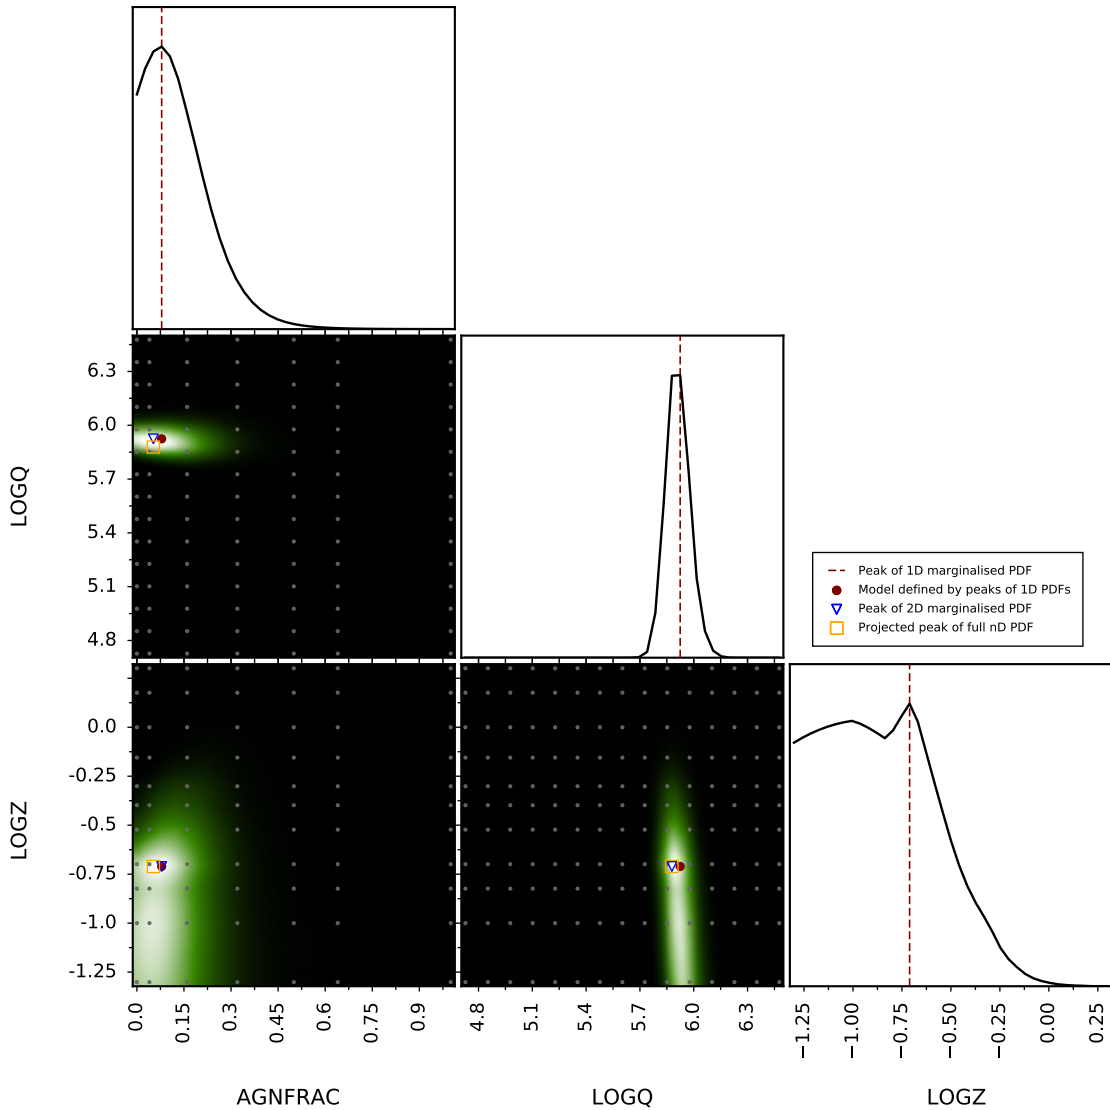 6.3
6.0
5.7
5.4
5.1
4.8
LOGQ
Peak of 1D marginalised PDF
Model defined by peaks of 1D PDFs
Peak of 2D marginalised PDF
Projected peak of full nD PDF
0.0
-0.25
-0.5
-0.75
-1.0
-1.25
LOGZ
0.0 0.15 0.3 0.45 0.6 0.75 0.9
4.8 5.1 5.4 5.7 6.0 6.3
−1.25 −1.00 −0.75 −0.50 −0.25 0.00 0.25
AGNFRAC LOGQ LOGZ